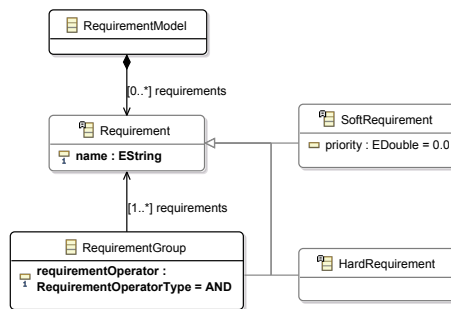 RequirementModel
[0..*] requirements
Requirement
name : EString
SoftRequirement
priority : EDouble = 0.0
[1..*] requirements
RequirementGroup
requirementOperator :
RequirementOperatorType = AND
HardRequirement